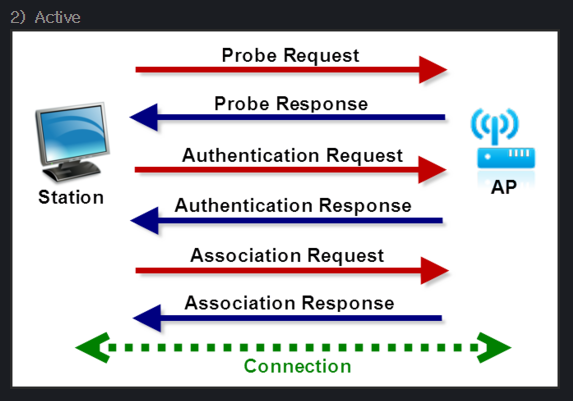 2) Active
Probe Request
Probe Response
Authentication Request
Station
AP
Authentication Response
Association Request
Association Response
Connection